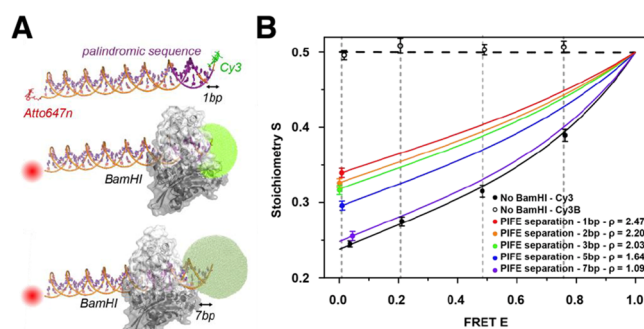 A
palindromic sequence
Cy3
1bp
Atto647n
BamHI
BamHI
7bp
B
Stoichiometry S
0.5
0.4
0.3
0.2
No BamHI - Cy3
No BamHI - Cy3B
PIFE separation - 1bp - ρ = 2.47
PIFE separation - 2bp - ρ = 2.20
PIFE separation - 3bp - ρ = 2.03
PIFE separation - 5bp - ρ = 1.64
PIFE separation - 7bp - ρ = 1.09
0.0 0.2 0.4 0.6 0.8 1.0
FRET E